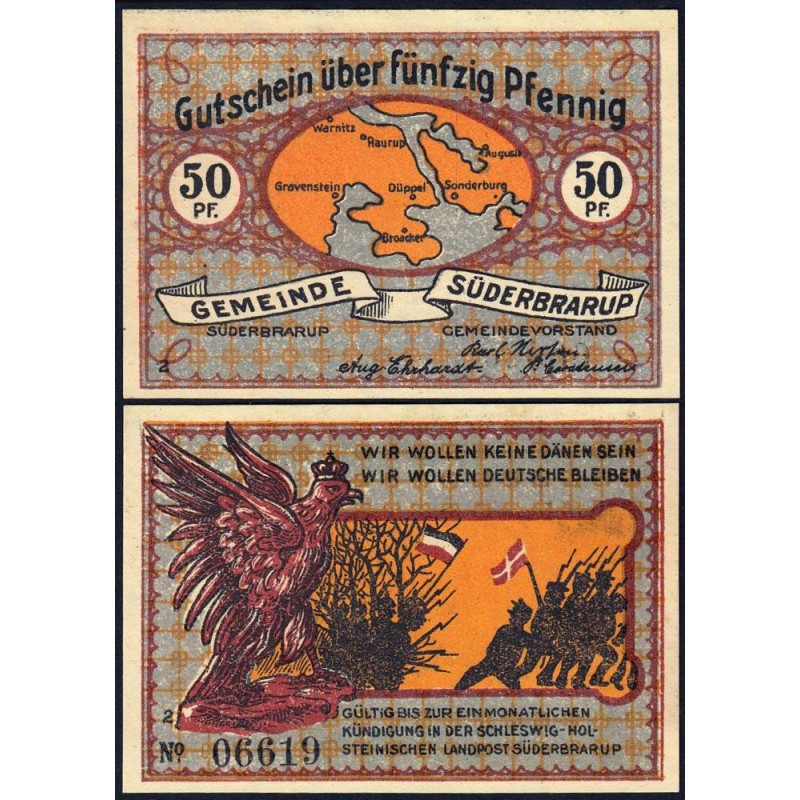 Gutschein über fünfzig Pfennig
Warnitz
Raurup
August
Gravenstein
Düppel
Sonderburg
Broacker
50
PF.
50
PF.
GEMEINDE
SÜDERBRARUP
SÜDERBRARUP
GEMEINDEVORSTAND
2
Aug. Ehrhardt.
WIR WOLLEN KEINE DÄNEN SEIN
WIR WOLLEN DEUTSCHE BLEIBEN
2
GÜLTIG BIS ZUR EINMONATLICHEN
KÜNDIGUNG IN DER SCHLESWIG-HOL-
STEINISCHEN LANDPOST SÜDERBRARUP
Nº 06619